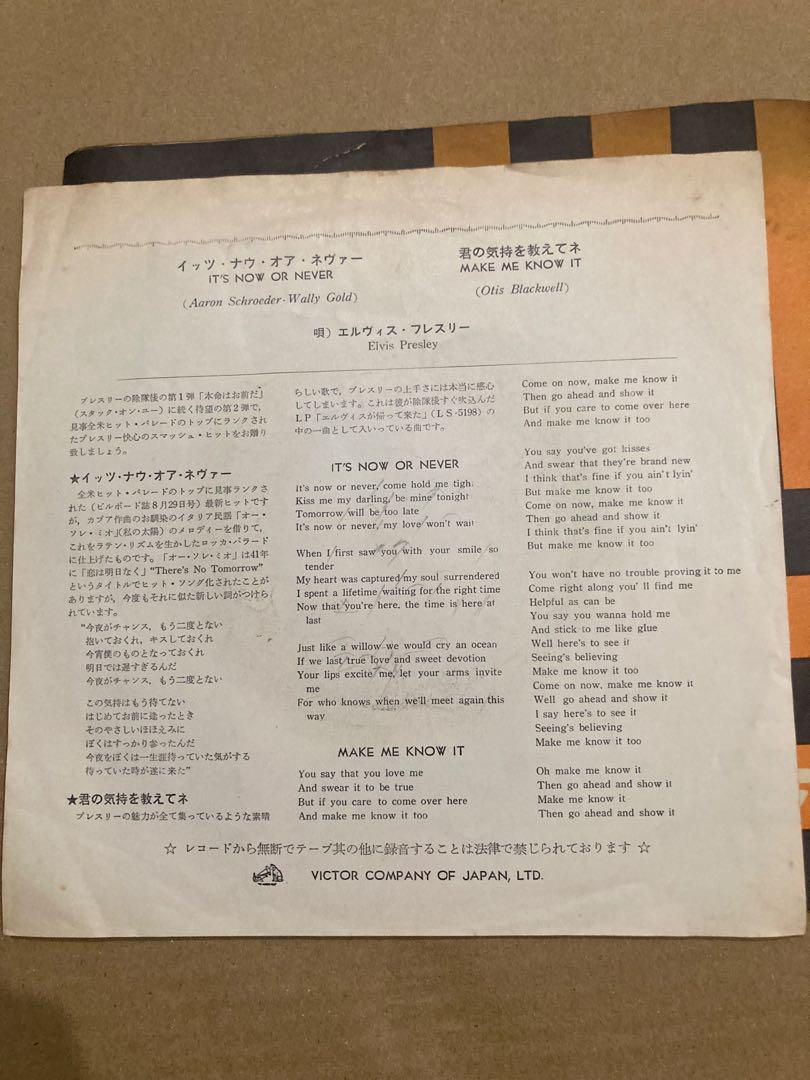 イッツ・ナウ・オア・ネヴァー
IT'S NOW OR NEVER
(Aaron Schroeder-Wally Gold)
君の気持を教えてネ
MAKE ME KNOW IT
(Otis Blackwell)
唄) エルヴィス・プレスリー
Elvis Presley
プレスリーの除隊後の第1弾「本命はお前だ」
(スタック・オン・ユー)に続く待望の第2弾で,
見事全米ヒット・パレードのトップにランクされ
たプレスリー快心のスマッシュ・ヒットをお贈り
致しましょう。
★イッツ・ナウ・オア・ネヴァー
全米ヒット・パレードのトップに見事ランクさ
れた(ビルボード誌8月29日号)最新ヒットです
が, カプア作曲のお馴染のイタリア民謡「オー・
ソレ・ミオ」(私の太陽)のメロディーを借りて,
これをラテン・リズムを生かしたロッカ・バラード
に仕上げたものです。「オー・ソレ・ミオ」は41年
に「恋は明日なく」"There's No Tomorrow"
というタイトルでヒット・ソング化されたことが
ありますが, 今度もそれに似た新しい詞がつけら
れています。
"今夜がチャンス, もう二度とない
抱いておくれ, キスしておくれ
今宵僕のものとなっておくれ
明日では遅すぎるんだ
今夜がチャンス, もう二度とない
この気持はもう待てない
はじめてお前に逢ったとき
そのやさしいほほえみに
ぼくはすっかり参ったんだ
今夜をぼくは一生涯待っていた気がする
待っていた時が遂に来た"
★君の気持を教えてネ
プレスリーの魅力が全て集っているような素晴
らしい歌で, プレスリーの上手さには本当に感心
してしまいます。これは彼が除隊後すぐ吹込んだ
LP「エルヴィスが帰って来た」(LS-5198)の
中の一曲として入いっている曲です。
IT'S NOW OR NEVER
It's now or never, come hold me tight
Kiss me my darling, be mine tonight
Tomorrow will be too late
It's now or never, my love won't wait
When I first saw you with your smile so
tender
My heart was captured my soul surrendered
I spent a lifetime waiting for the right time
Now that you're here, the time is here at
last
Just like a willow we would cry an ocean
If we last true love and sweet devotion
Your lips excite me, let your arms invite
me
For who knows when we'll meet again this
way
MAKE ME KNOW IT
You say that you love me
And swear it to be true
But if you care to come over here
And make me know it too
Come on now, make me know it
Then go ahead and show it
But if you care to come over here
And make me know it too
You say you've got kisses
And swear that they're brand new
I think that's fine if you ain't lyin'
But make me know it too
Come on now, make me know it
Then go ahead and show it
I think that's fine if you ain't lyin'
But make me know it too
You won't have no trouble proving it to me
Come right along you' ll find me
Helpful as can be
You say you wanna hold me
And stick to me like glue
Well here's to see it
Seeing's believing
Make me know it too
Come on now, make me know it
Well go ahead and show it
I say here's to see it
Seeing's believing
Make me know it too
Oh make me know it
Then go ahead and show it
Make me know it
Then go ahead and show it
☆ レコードから無断でテープ其の他に録音することは法律で禁じられております ☆
VICTOR COMPANY OF JAPAN, LTD.